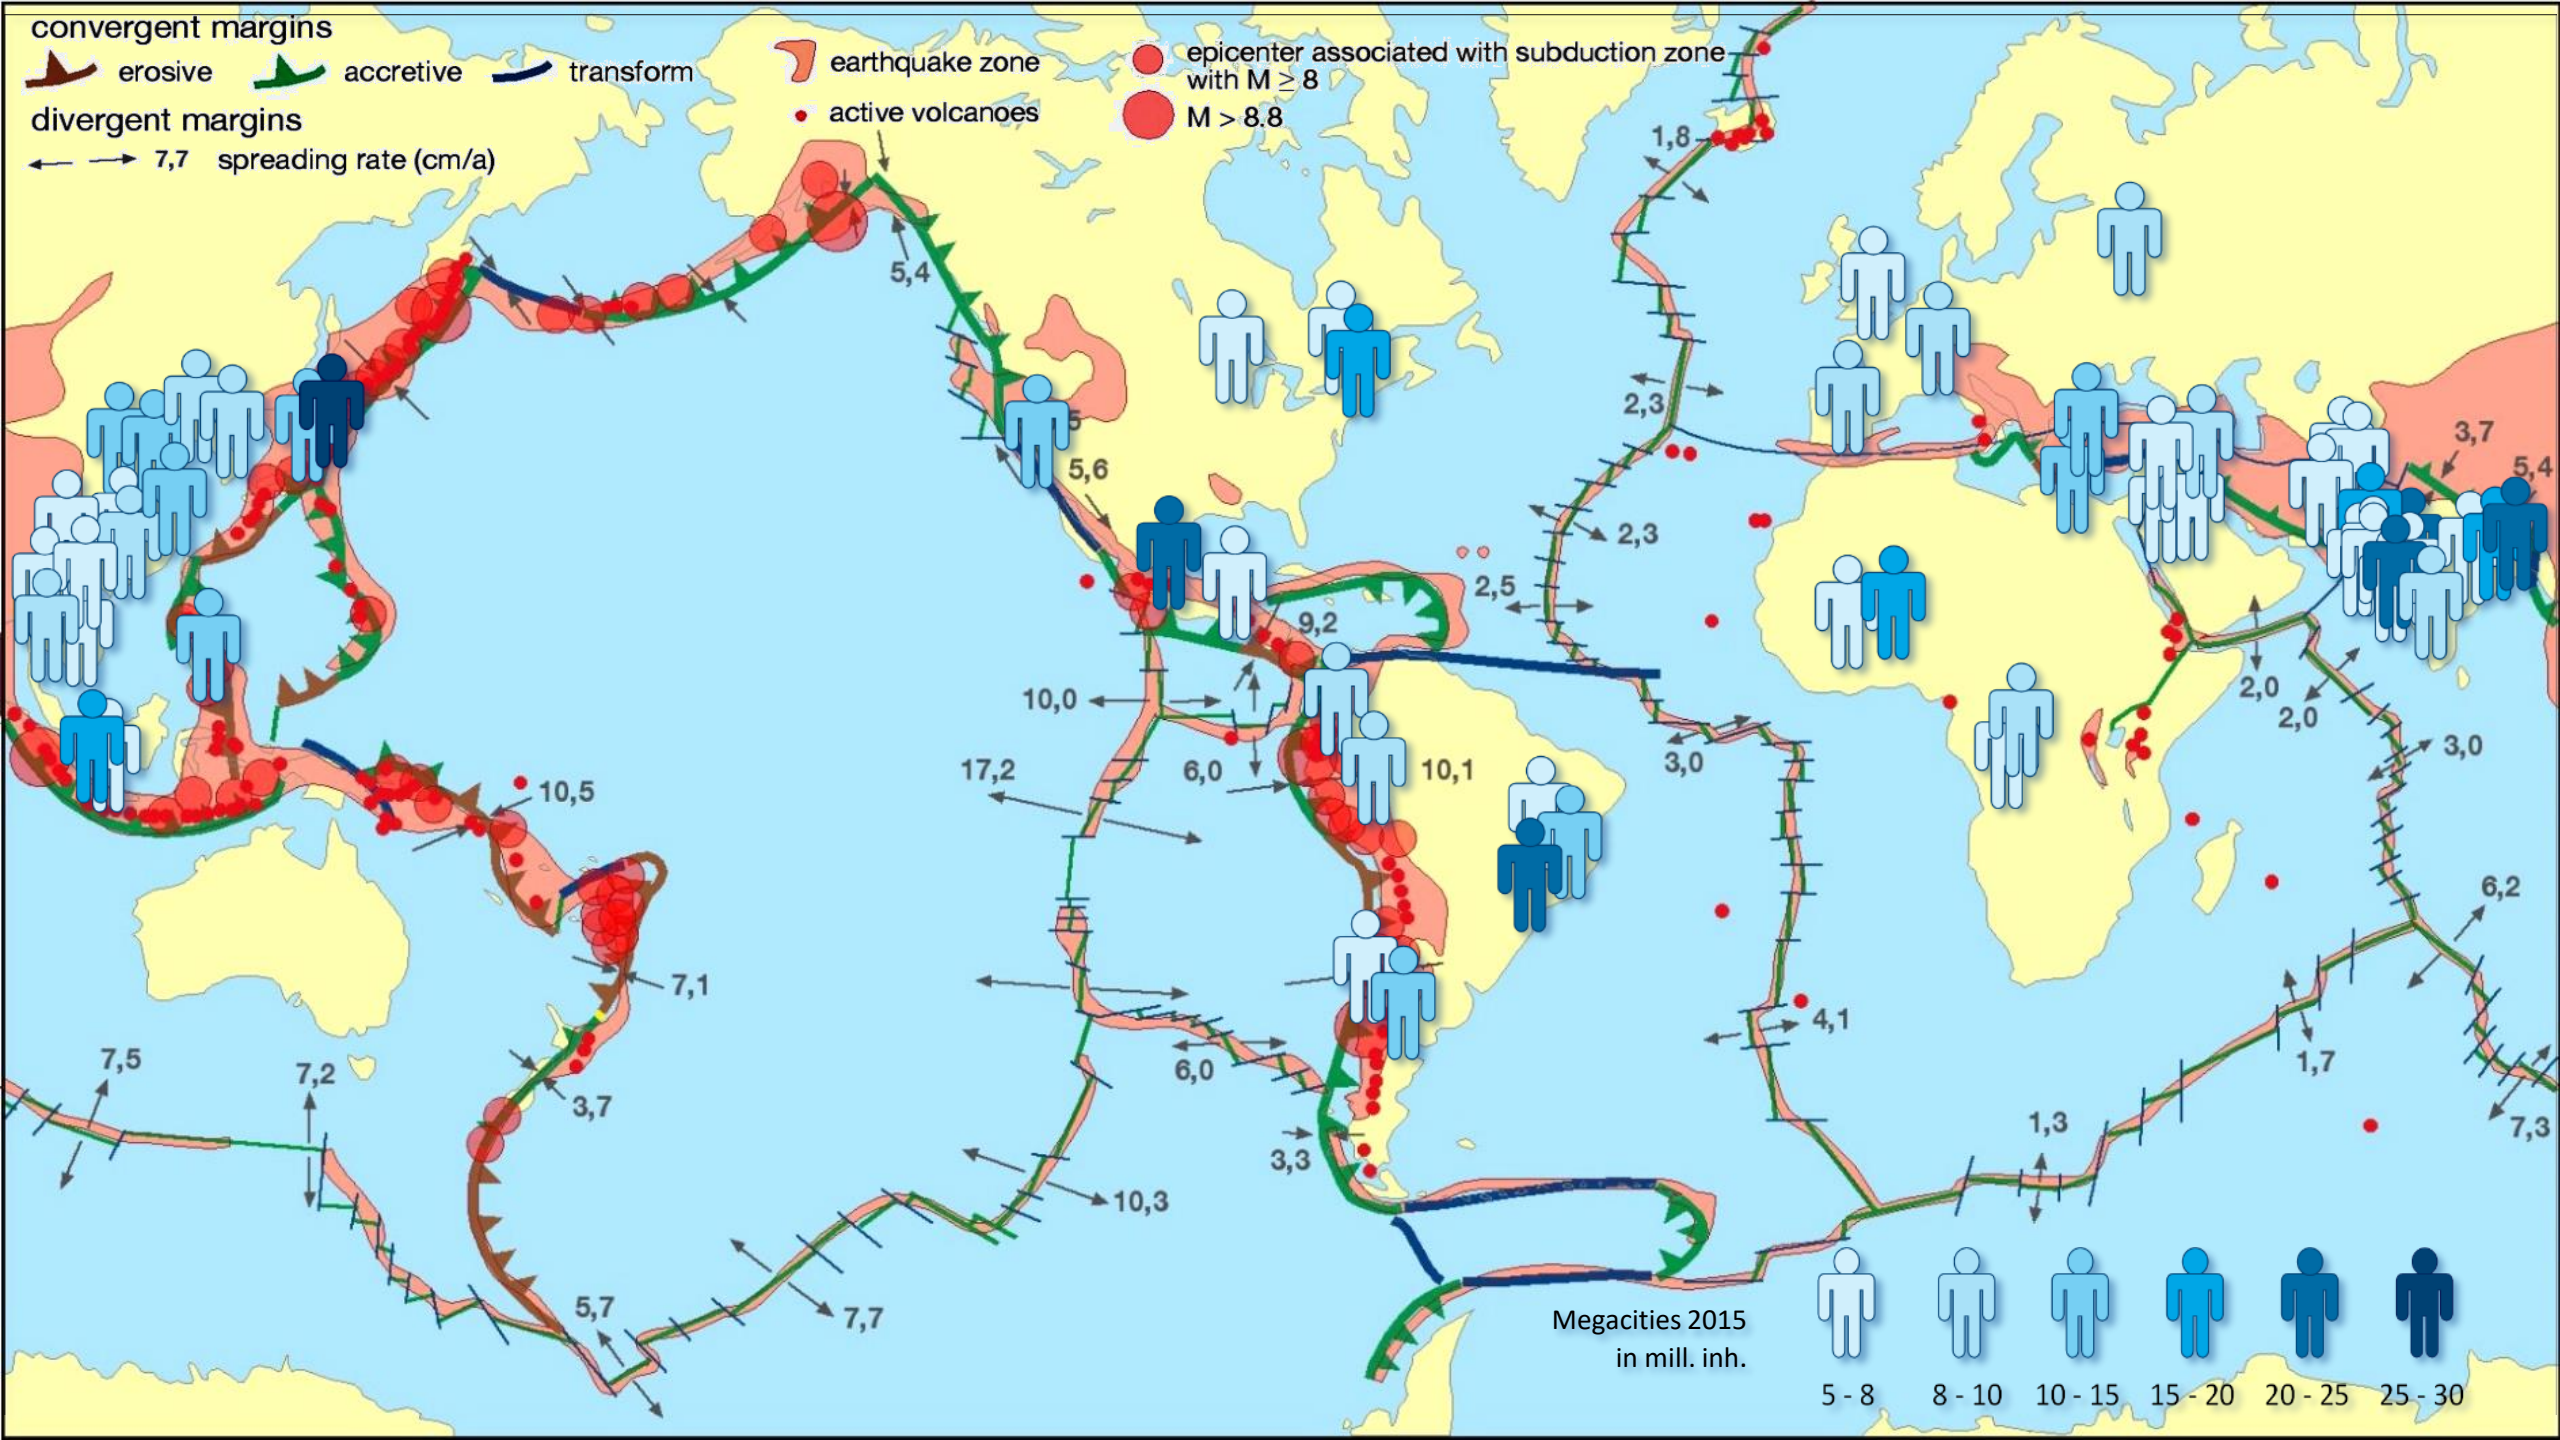 convergent margins
erosive accretive transform
divergent margins
7,7 spreading rate (cm/a)
earthquake zone
active volcanoes
epicenter associated with subduction zone
with M ≥ 8
M > 8.8
1,8
5,4
2,3
5
5,6
3,7
5,4
2,3
2,5
9,2
10,0
2,0
2,0
17,2
6,0
10,1
3,0
3,0
10,5
6,2
7,1
4,1
7,5
7,2
6,0
1,7
3,7
1,3
7,3
3,3
10,3
5,7
7,7
Megacities 2015
in mill. inh.
5 - 8 8 - 10 10 - 15 15 - 20 20 - 25 25 - 30